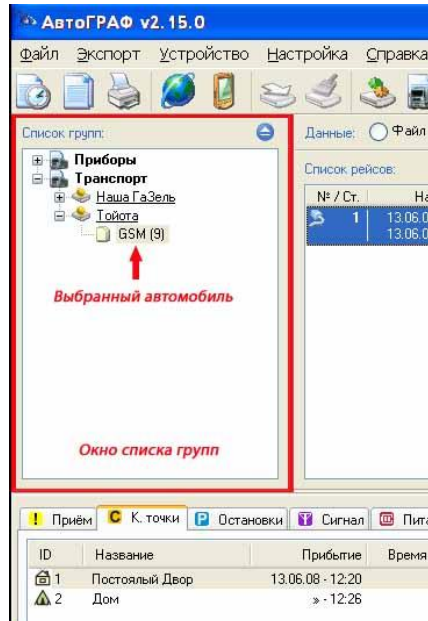 АвтоГРАФ v2.15.0
Файл Экспорт Устройство Настройка Справка
Список групп:
Данные: Файл
Приборы
Транспорт
Наша ГаЗель
Тойота
GSM (9)
Выбранный автомобиль
Окно списка групп
Список рейсов:
№ / Ст. На
1 13.06.0
13.06.0
! Приём C К. точки P Остановки Сигнал Пита
ID Название Прибытие Время
1 Постоялый Двор 13.06.08 - 12:20
2 Дом » - 12:26